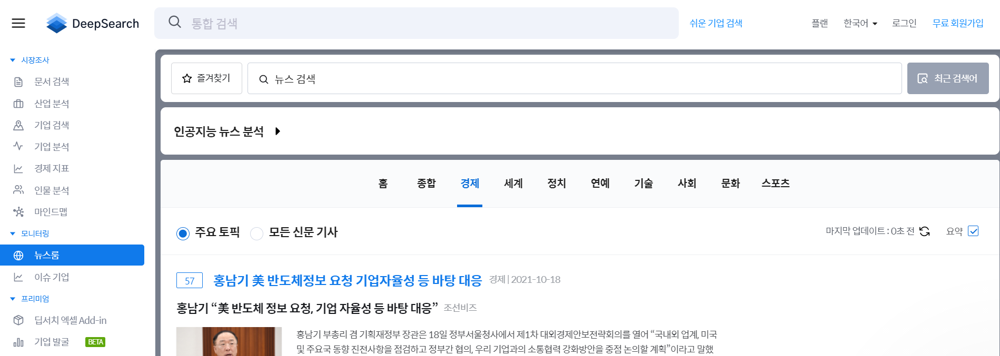 DeepSearch
통합 검색
쉬운 기업 검색
플랜
한국어
로그인
무료 회원가입
시장조사
문서 검색
산업 분석
기업 검색
기업 분석
경제 지표
인물 분석
마인드맵
모니터링
뉴스룸
이슈 기업
프리미엄
딥서치 엑셀 Add-in
기업 발굴 BETA
즐겨찾기
뉴스 검색
최근 검색어
인공지능 뉴스 분석
홈 종합 경제 세계 정치 연예 기술 사회 문화 스포츠
주요 토픽 모든 신문 기사
마지막 업데이트 : 0초 전
요약
57 홍남기 美 반도체정보 요청 기업자율성 등 바탕 대응 경제 | 2021-10-18
홍남기 “美 반도체 정보 요청, 기업 자율성 등 바탕 대응” 조선비즈
홍남기 부총리 겸 기획재정부 장관은 18일 정부서울청사에서 제1차 대외경제안보전략회의를 열어 “국내외 업계, 미국
및 주요국 동향 진전사항을 점검하고 정부간 협의, 우리 기업과의 소통협력 강화방안을 중점 논의할 계획”이라고 말했